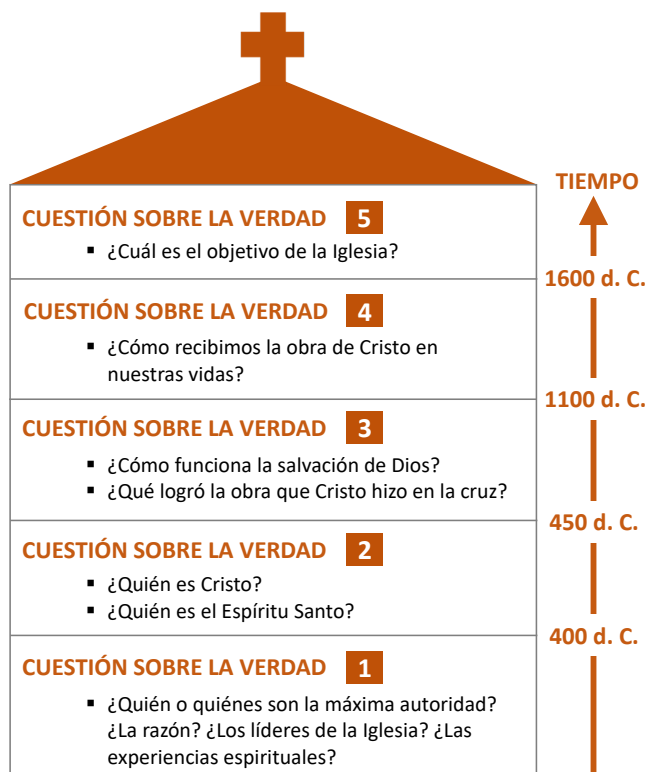 TIEMPO
CUESTIÓN SOBRE LA VERDAD 5
▪ ¿Cuál es el objetivo de la Iglesia?
1600 d. C.
CUESTIÓN SOBRE LA VERDAD 4
▪ ¿Cómo recibimos la obra de Cristo en
nuestras vidas?
1100 d. C.
CUESTIÓN SOBRE LA VERDAD 3
▪ ¿Cómo funciona la salvación de Dios?
▪ ¿Qué logró la obra que Cristo hizo en la cruz?
450 d. C.
CUESTIÓN SOBRE LA VERDAD 2
▪ ¿Quién es Cristo?
▪ ¿Quién es el Espíritu Santo?
400 d. C.
CUESTIÓN SOBRE LA VERDAD 1
▪ ¿Quién o quiénes son la máxima autoridad?
¿La razón? ¿Los líderes de la Iglesia? ¿Las
experiencias espirituales?